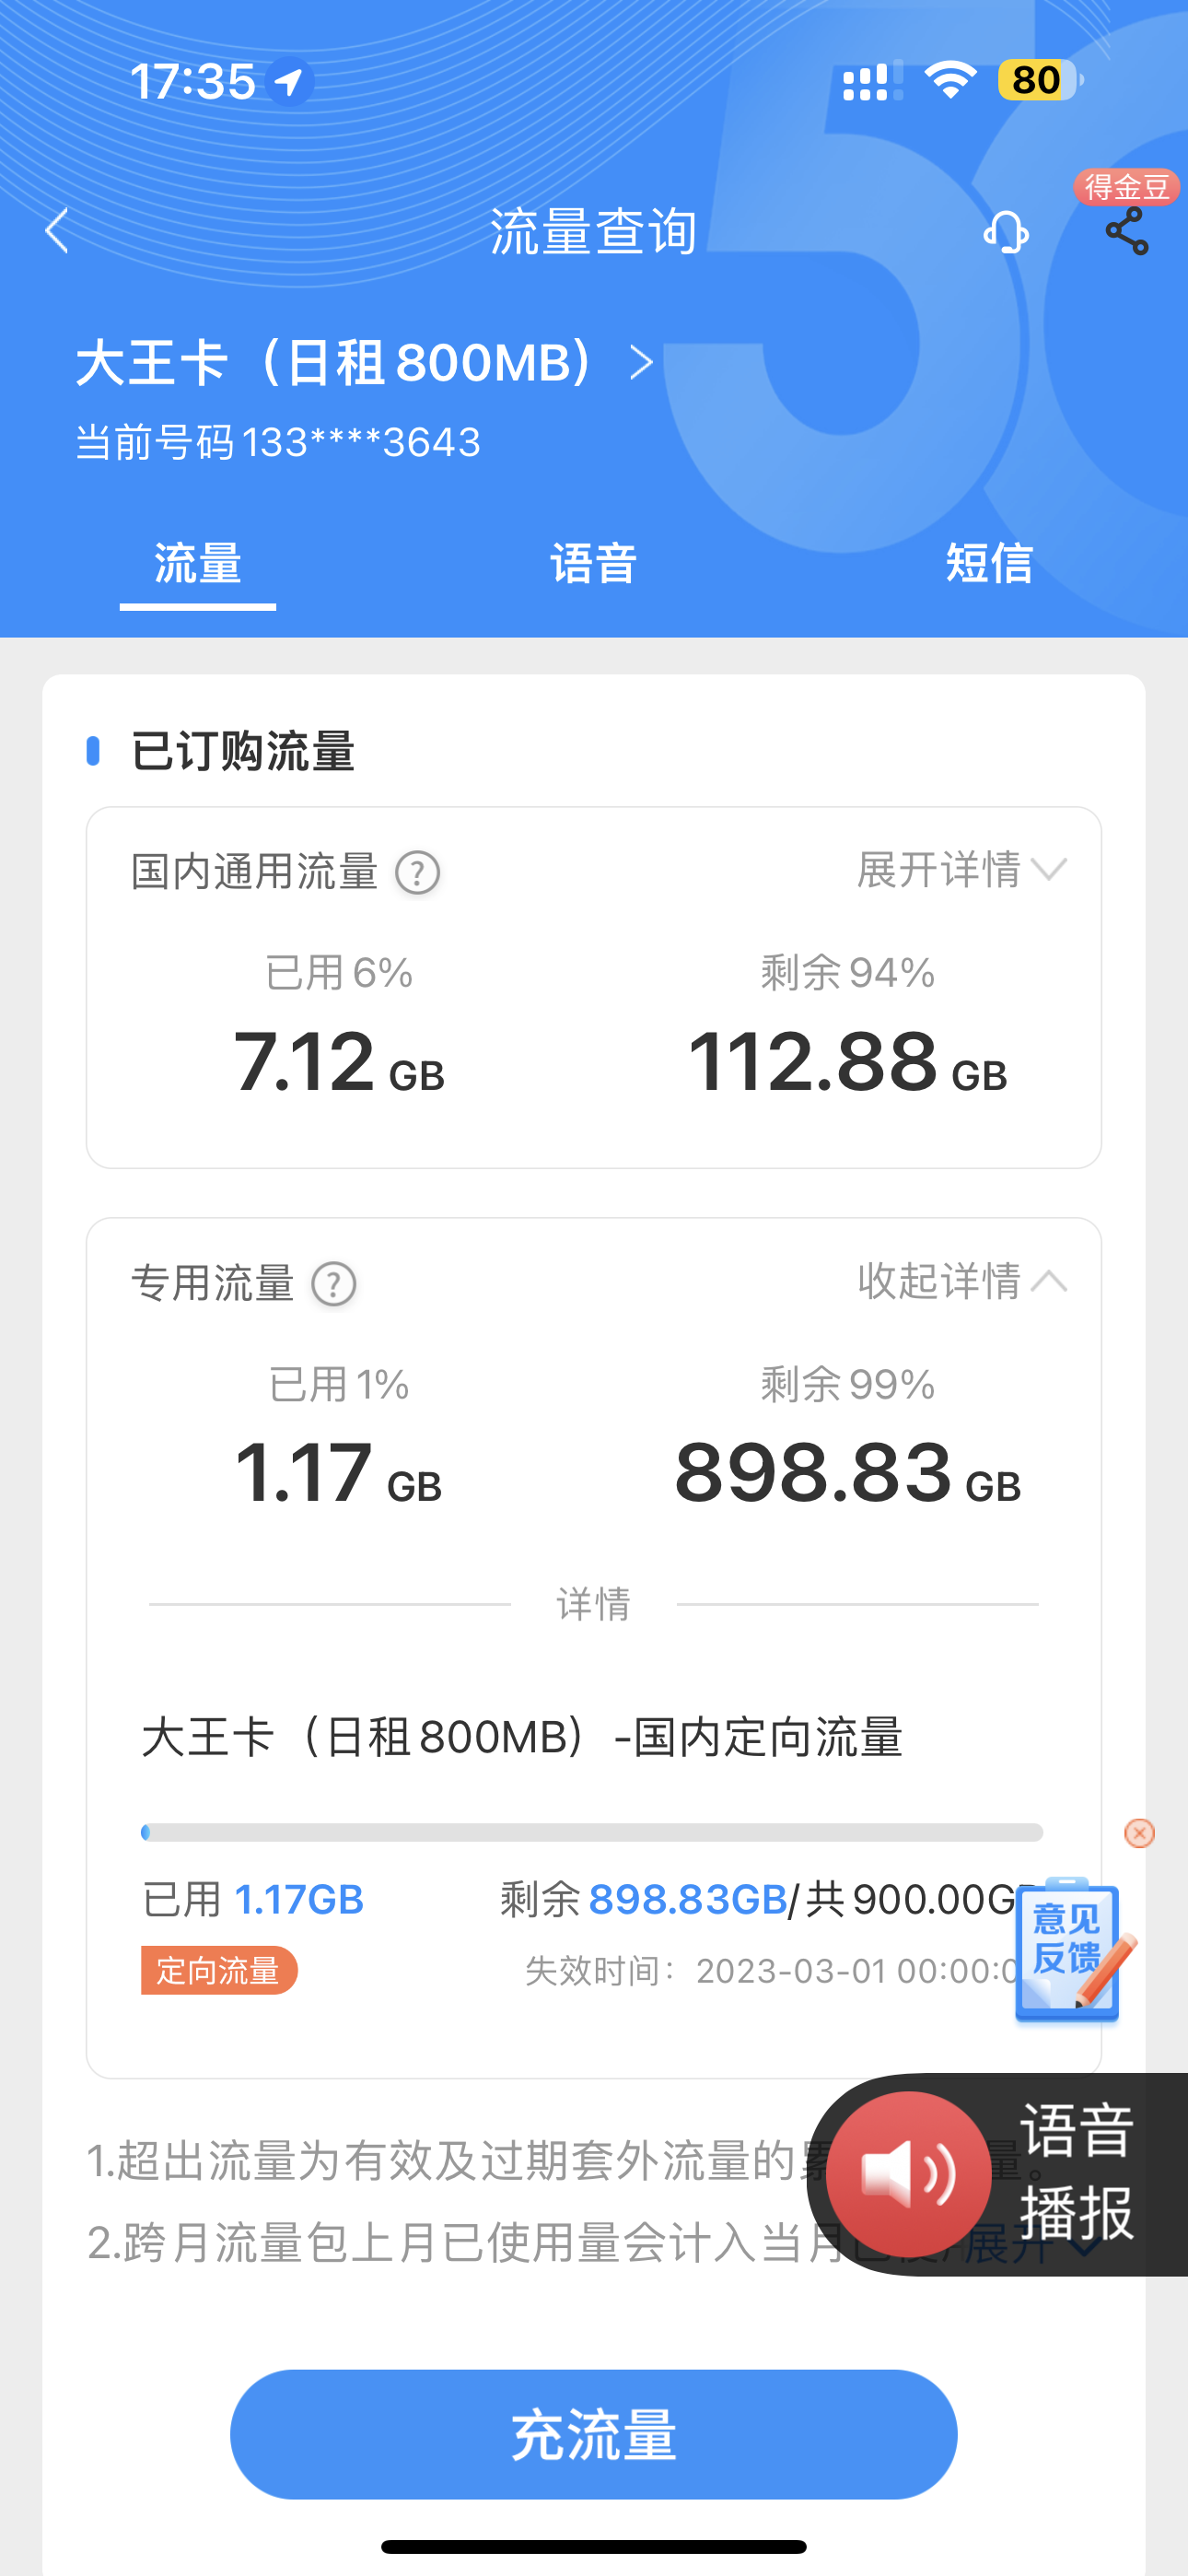 17:35
80
得金豆
流量查询
大王卡（日租800MB）
当前号码133****3643
流量 语音 短信
已订购流量
国内通用流量 ? 展开详情
已用6% 剩余94%
7.12 GB 112.88 GB
专用流量 ? 收起详情
已用1% 剩余99%
1.17 GB 898.83 GB
详情
大王卡（日租800MB）-国内定向流量
已用 1.17GB 剩余898.83GB/共900.00GB
定向流量 失效时间：2023-03-01 00:00:0
意见
反馈
语音
播报
1.超出流量为有效及过期套外流量的累 量。
2.跨月流量包上月已使用量会计入当月已使用 展开
充流量